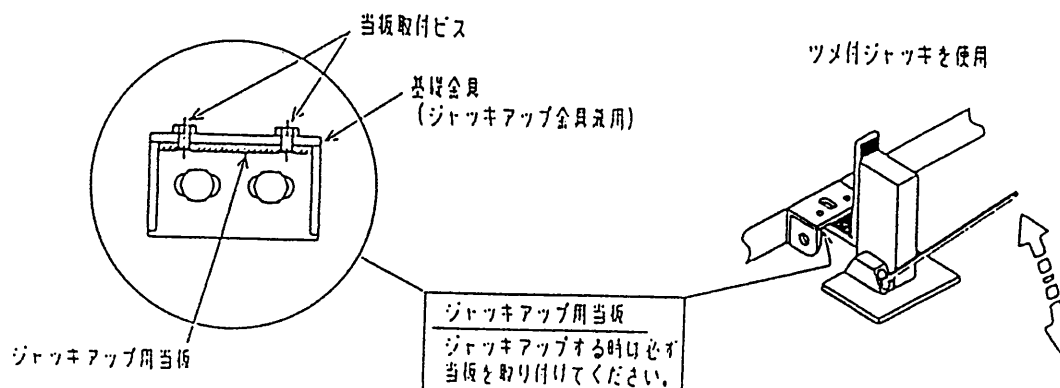 当板取付ビス
基礎金具
(ジャッキアップ金具兼用)
ツメ付ジャッキを使用
ジャッキアップ用当板
ジャッキアップ用当板
ジャッキアップする時は必ず
当板を取り付けてください。